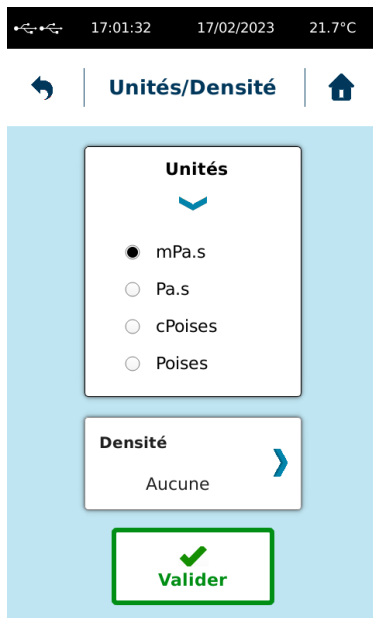 17:01:32 17/02/2023 21.7°C
Unités/Densité
Unités
mPa.s
Pa.s
cPoises
Poises
Densité
Aucune
Valider